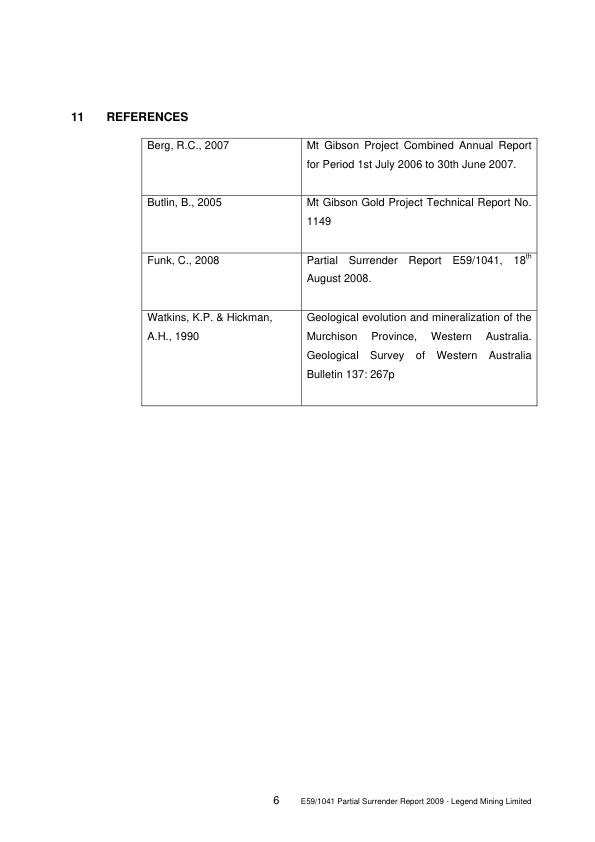 11 REFERENCES
Berg, R.C., 2007
Mt Gibson Project Combined Annual Report
for Period 1st July 2006 to 30th June 2007.
Butlin, B., 2005
Mt Gibson Gold Project Technical Report No.
1149
Funk, C., 2008
Partial Surrender Report E59/1041, 18th
August 2008.
Watkins, K.P. & Hickman,
A.H., 1990
Geological evolution and mineralization of the
Murchison Province, Western Australia.
Geological Survey of Western Australia
Bulletin 137: 267p
6 E59/1041 Partial Surrender Report 2009 - Legend Mining Limited